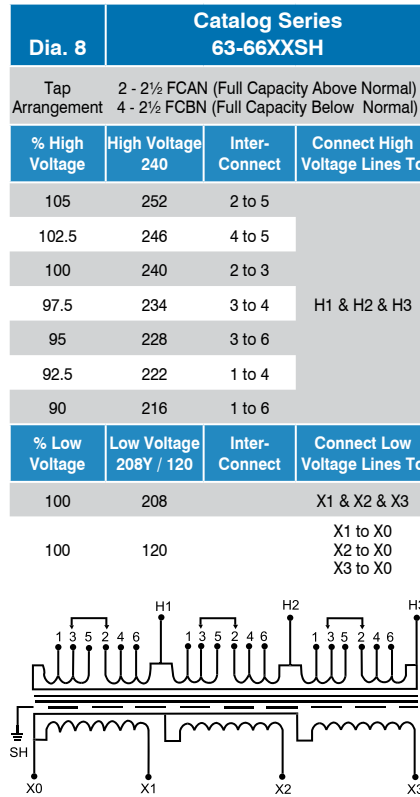 Dia. 8
Catalog Series
63-66XXSH
Tap
Arrangement
2 - 2½ FCAN (Full Capacity Above Normal)
4 - 2½ FCBN (Full Capacity Below Normal)
% High
Voltage
High Voltage
240
Inter-
Connect
Connect High
Voltage Lines To
105 252 2 to 5
102.5 246 4 to 5
100 240 2 to 3
97.5 234 3 to 4 H1 & H2 & H3
95 228 3 to 6
92.5 222 1 to 4
90 216 1 to 6
% Low
Voltage
Low Voltage
208Y / 120
Inter-
Connect
Connect Low
Voltage Lines To
100 208 X1 & X2 & X3
100 120
X1 to X0
X2 to X0
X3 to X0
H1 H2 H3
1 3 5 2 4 6 1 3 5 2 4 6 1 3 5 2 4 6
SH
X0 X1 X2 X3